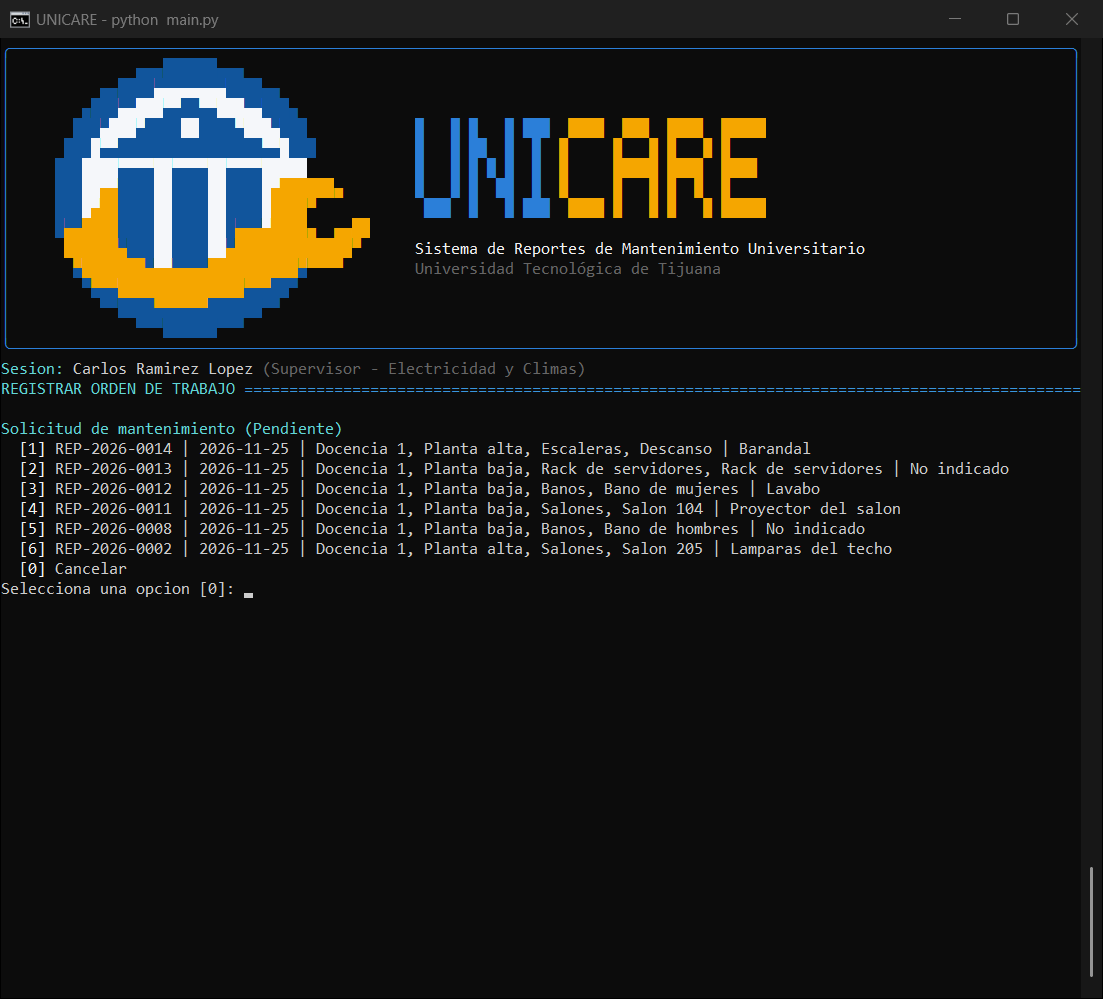 UNICARE - python  main.py
UNICARE
Sistema de Reportes de Mantenimiento Universitario
Universidad Tecnológica de Tijuana
Sesion: Carlos Ramirez Lopez (Supervisor - Electricidad y Climas)
REGISTRAR ORDEN DE TRABAJO =============================================================================================
Solicitud de mantenimiento (Pendiente)
[1] REP-2026-0014 | 2026-11-25 | Docencia 1, Planta alta, Escaleras, Descanso | Barandal
[2] REP-2026-0013 | 2026-11-25 | Docencia 1, Planta baja, Rack de servidores, Rack de servidores | No indicado
[3] REP-2026-0012 | 2026-11-25 | Docencia 1, Planta baja, Banos, Bano de mujeres | Lavabo
[4] REP-2026-0011 | 2026-11-25 | Docencia 1, Planta baja, Salones, Salon 104 | Proyector del salon
[5] REP-2026-0008 | 2026-11-25 | Docencia 1, Planta baja, Banos, Bano de hombres | No indicado
[6] REP-2026-0002 | 2026-11-25 | Docencia 1, Planta alta, Salones, Salon 205 | Lamparas del techo
[0] Cancelar
Selecciona una opcion [0]: _